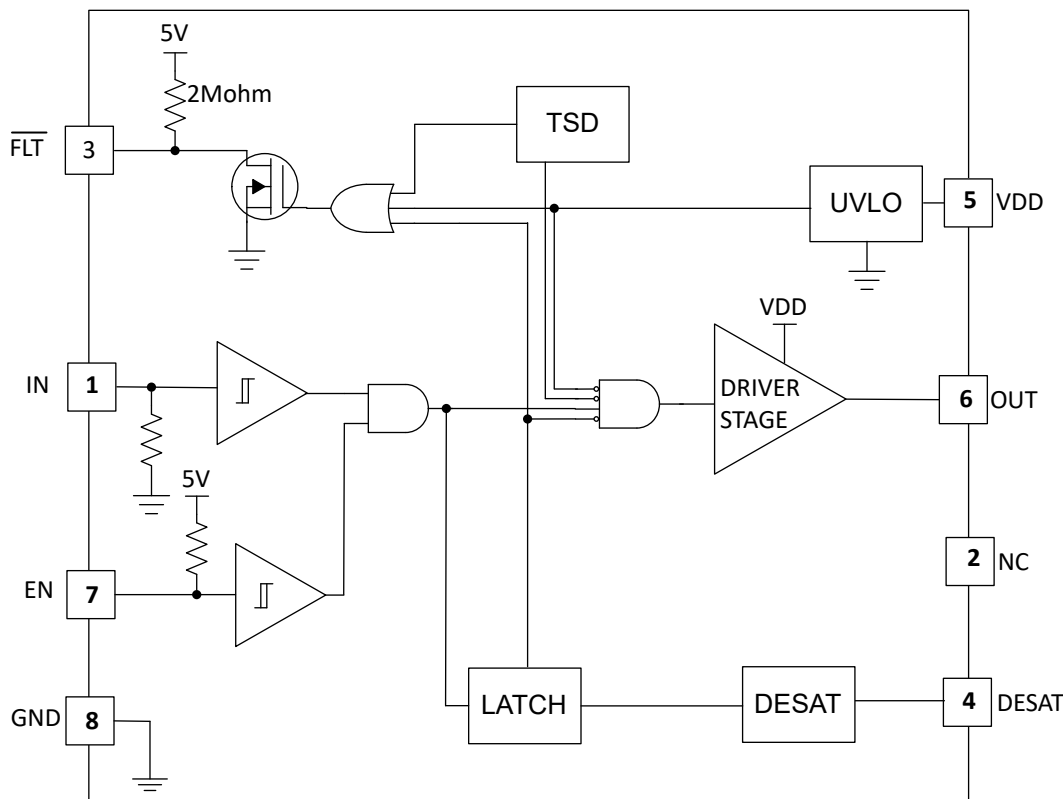 5V
2Mohm
FLT
3
TSD
UVLO
5
VDD
VDD
IN
1
DRIVER
STAGE
6
OUT
5V
2
NC
EN
7
GND
8
LATCH
DESAT
4
DESAT